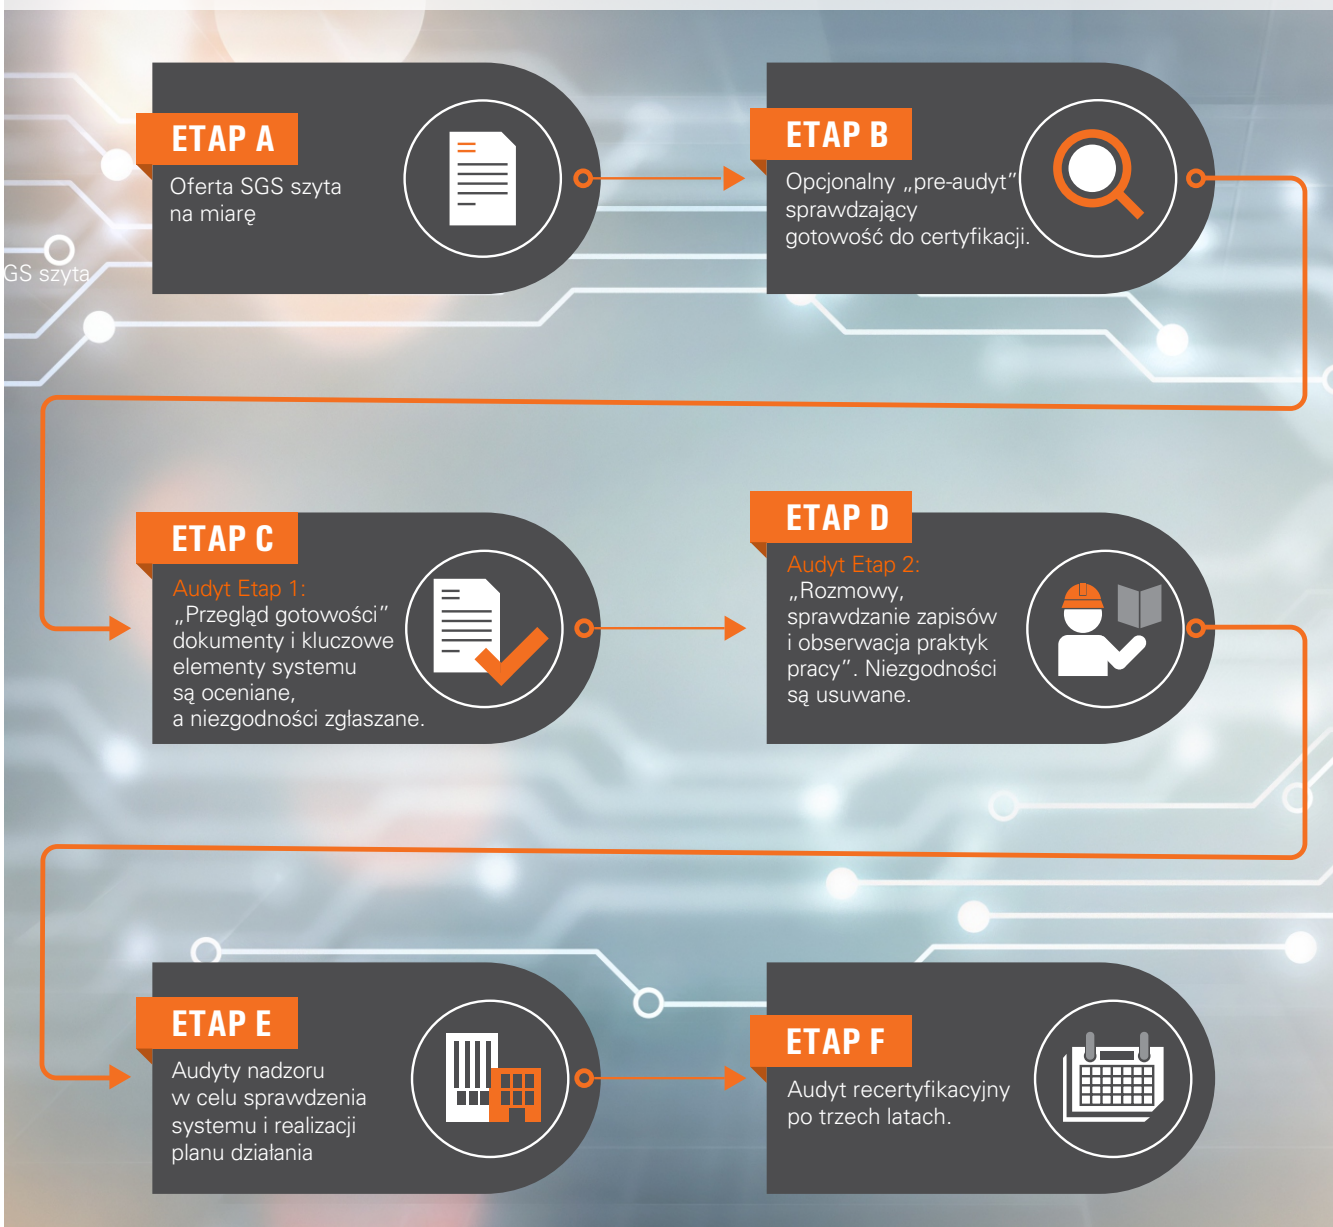 ETAP A
Oferta SGS szyta
na miarę
ETAP B
Opcjonalny „pre-audyt”
sprawdzający
gotowość do certyfikacji.
GS szyta
ETAP C
Audyt Etap 1:
„Przegląd gotowości”
dokumenty i kluczowe
elementy systemu
są oceniane,
a niezgodności zgłaszane.
ETAP D
Audyt Etap 2:
„Rozmowy,
sprawdzanie zapisów
i obserwacja praktyk
pracy”. Niezgodności
są usuwane.
ETAP E
Audyty nadzoru
w celu sprawdzenia
systemu i realizacji
planu działania
ETAP F
Audyt recertyfikacyjny
po trzech latach.